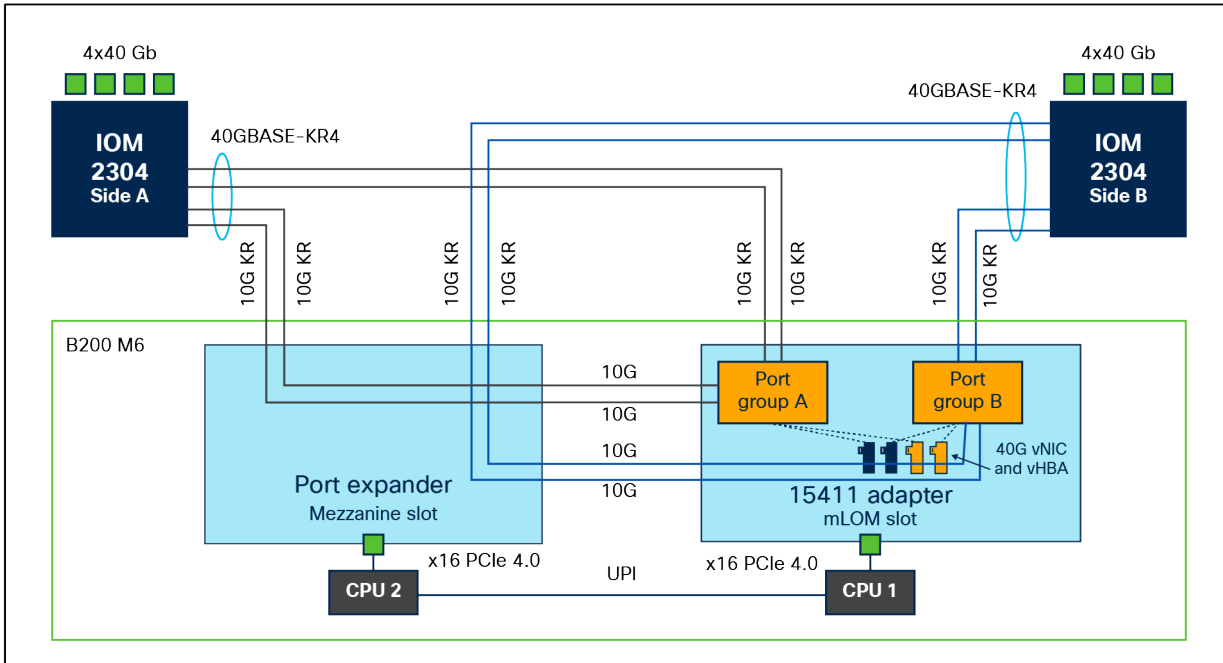 4x40 Gb
4x40 Gb
40GBASE-KR4
IOM
2304
Side A
40GBASE-KR4
IOM
2304
Side B
10G KR
10G KR
10G KR
10G KR
10G KR
10G KR
10G KR
10G KR
B200 M6
10G
10G
10G
10G
Port
group A
Port
group B
40G vNIC
and vHBA
Port expander
Mezzanine slot
15411 adapter
mLOM slot
x16 PCIe 4.0
UPI
x16 PCIe 4.0
CPU 2
CPU 1